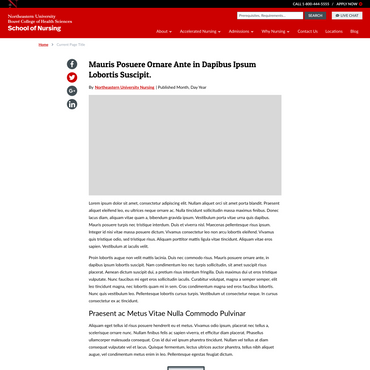 CALL 1-800-444-5555
Northeastern University
Bouvé College of Health Sciences
School of Nursing
Prerequisites, Requirements...
LIVE CHAT
About
Accelerated Nursing
Admissions
Why Nursing
Contact Us
Locations
Blog
Home
Current Page Title
Mauris Posuere Ornare Ante in Dapibus Ipsum
Lobortis Suscipit.
By Northeastern University Nursing | Published Month, Day Year
Lorem ipsum dolor sit amet, consectetur adipiscing elit. Nullam aliquet orci sit amet porta blandit. Praesent
aliquet eleifend leo, eu ultrices neque ornare ac. Nulla tincidunt sollicitudin massa maximus finibus. Donec
lacus diam, aliquam vitae quam a, bibendum gravida ipsum. Vestibulum porta vitae urna quis dapibus.
Mauris posuere turpis nec tristique interdum. Duis et viverra nisl. Maecenas pellentesque risus ipsum.
Integer id nisi vitae massa posuere dictum. Vivamus consectetur leo non arcu lobortis eleifend. Vivamus
quis tristique odio, sed tristique risus. Aliquam porttitor mattis ligula vitae tincidunt. Aliquam vitae eros
sapien. Vestibulum at iaculis velit.
Proin lobortis augue non velit mattis iaculis. Duis nec commodo risus. Mauris posuere ornare ante, in
dapibus ipsum lobortis suscipit. Nam condimentum leo nec turpis sollicitudin, sit amet suscipit risus
placerat. Aenean dictum suscipit dui, a pretium risus interdum fringilla. Duis maximus dui ut eros tristique
vulputate. Nunc faucibus mi eget eros sollicitudin iaculis. Curabitur volutpat, magna a semper semper, elit
leo tincidunt magna, nec lobortis quam mi in sem. Cras condimentum magna sed eros faucibus lobortis.
Nunc quis vestibulum leo. Pellentesque lobortis cursus turpis. Vestibulum ut consectetur neque. In cursus
consectetur ex ac tincidunt.
Praesent ac Metus Vitae Nulla Commodo Pulvinar
Aliquam eget tellus id risus posuere hendrerit eu et metus. Vivamus odio ipsum, placerat nec tellus a,
scelerisque ornare nunc. Nullam finibus felis ac sapien viverra, et efficitur diam placerat. Phasellus
ullamcorper malesuada consequat. Cras id dui vel ipsum pharetra tincidunt. Nullam vel tellus at diam
consequat vulputate vel et lacus. Quisque fermentum, lectus ultrices auctor pharetra, tellus nibh aliquet
augue, vel condimentum metus enim in leo. Pellentesque egestas feugiat dictum.